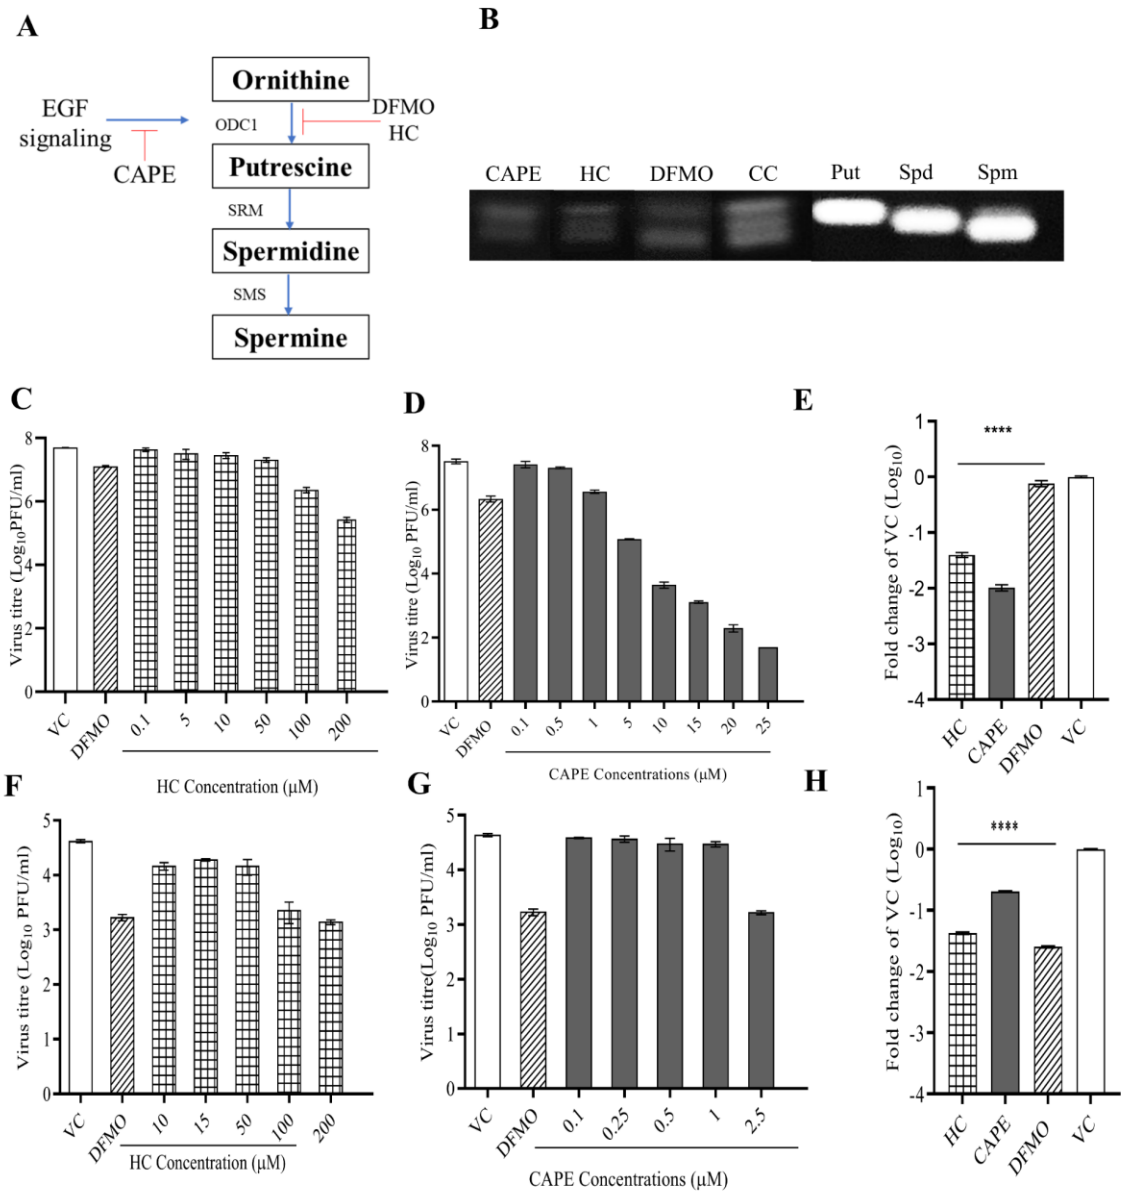 A
Ornithine
EGF
signaling
CAPE
ODC1
DFMO
HC
Putrescine
SRM
Spermidine
SMS
Spermine
B
CAPE HC DFMO CC Put Spd Spm
C
Virus titre (Log10PFU/ml)
8
6
4
2
0
VC DFMO 0.1 5 10 50 100 200
HC Concentration (μM)
D
Virus titre (Log10 PFU/ml)
8
6
4
2
0
VC DFMO 0.1 0.5 1 5 10 15 20 25
CAPE Concentrations (μM)
E
Fold change of VC (Log10)
1
0
-1
-2
-3
-4
****
HC CAPE DFMO VC
F
Virus titre (Log10 PFU/ml)
5
4
3
2
1
0
VC DFMO 10 15 50 100 200
HC Concentration (μM)
G
Virus titre(Log10 PFU/ml)
5
4
3
2
1
0
VC DFMO 0.1 0.25 0.5 1 2.5
CAPE Concentrations (μM)
H
Fold change of VC (Log10)
1
0
-1
-2
-3
-4
****
HC CAPE DFMO VC